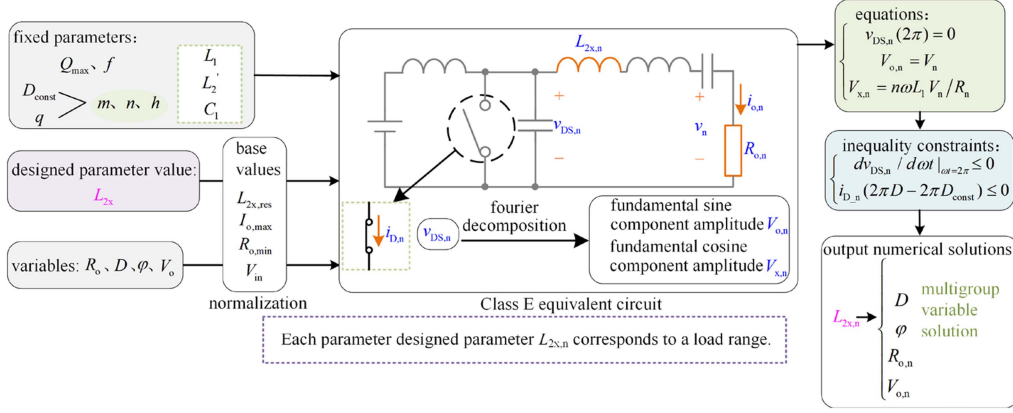 fixed parameters:
Q_max、f
D_const
q
m、n、h
L_1
L_2'
C_1
designed parameter value:
L_2x
variables: R_o、D、φ、V_o
base
values
L_2x,res
I_o,max
R_o,min
V_in
normalization
L_2x,n
+
v_DS,n
−
+
v_n
−
i_o,n
R_o,n
i_D,n
v_DS,n
fourier
decomposition
fundamental sine
component amplitude V_o,n
fundamental cosine
component amplitude V_x,n
Class E equivalent circuit
Each parameter designed parameter L_2x,n corresponds to a load range.
equations:
v_DS,n(2π)=0
V_o,n=V_n
V_x,n=nωL_1V_n/R_n
inequality constraints:
dv_DS,n / dωt|_ωt=2π≤0
i_D_n(2πD−2πD_const)≤0
output numerical solutions
L_2x,n
D
φ
R_o,n
V_o,n
multigroup
variable
solution